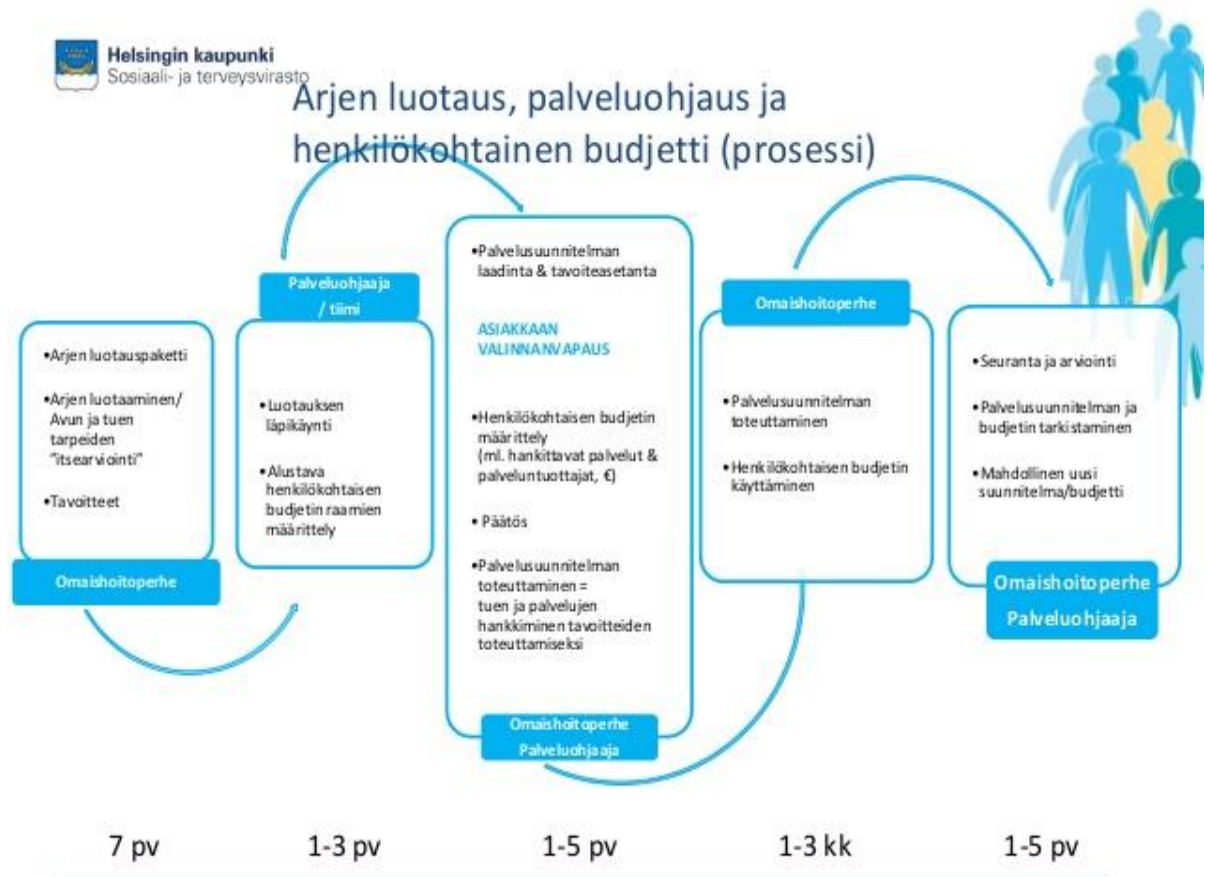 Helsingin kaupunki
Sosiaali- ja terveysvirasto
Arjen luotaus, palveluohjaus ja
henkilökohtainen budjetti (prosessi)
•Arjen luotauspaketti
•Arjen luotaaminen/
Avun ja tuen
tarpeiden
"itsearviointi"
•Tavoitteet
Omaishoitoperhe
Palveluohjaaja
/ tiimi
•Luotauksen
läpikäynti
•Alustava
henkilökohtaisen
budjetin raamien
määrittely
•Palvelusuunnitelman
laadinta & tavoiteasetanta
ASIAKKAAN
VALINNANVAPAUS
•Henkilökohtaisen budjetin
määrittely
(ml. hankittavat palvelut &
palveluntuottajat, €)
• Päätös
•Palvelusuunnitelman
toteuttaminen =
tuen ja palvelujen
hankkiminen tavoitteiden
toteuttamiseksi
Omaishoitoperhe
Palveluohjaaja
Omaishoitoperhe
•Palvelusuunnitelman
toteuttaminen
•Henkilökohtaisen budjetin
käyttäminen
•Seuranta ja arviointi
•Palvelusuunnitelman ja
budjetin tarkistaminen
•Mahdollinen uusi
suunnitelma/budjetti
Omaishoitoperhe
Palveluohjaaja
7 pv
1-3 pv
1-5 pv
1-3 kk
1-5 pv